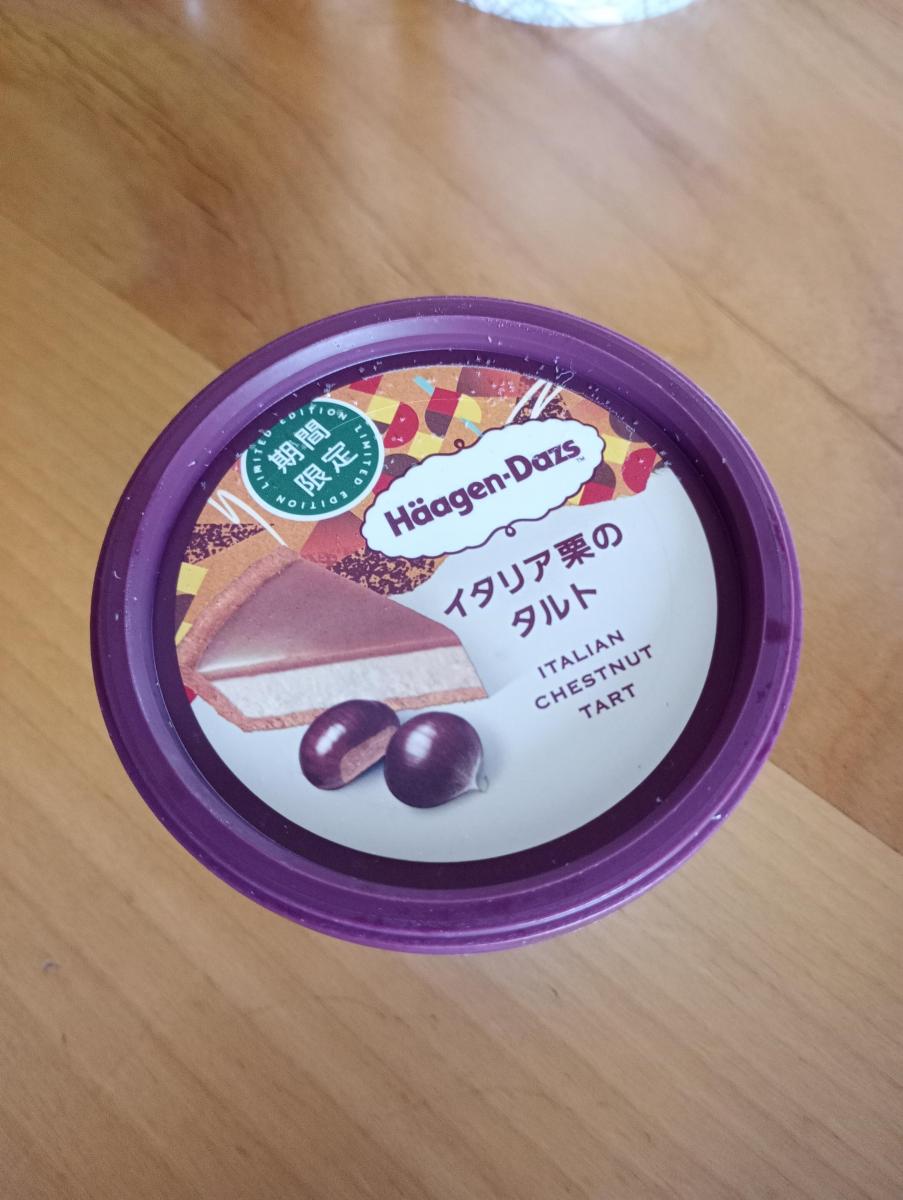 LIMITED EDITION LIMITED EDITION
期間
限定
Häagen-Dazs™
イタリア栗の
タルト
ITALIAN
CHESTNUT
TART